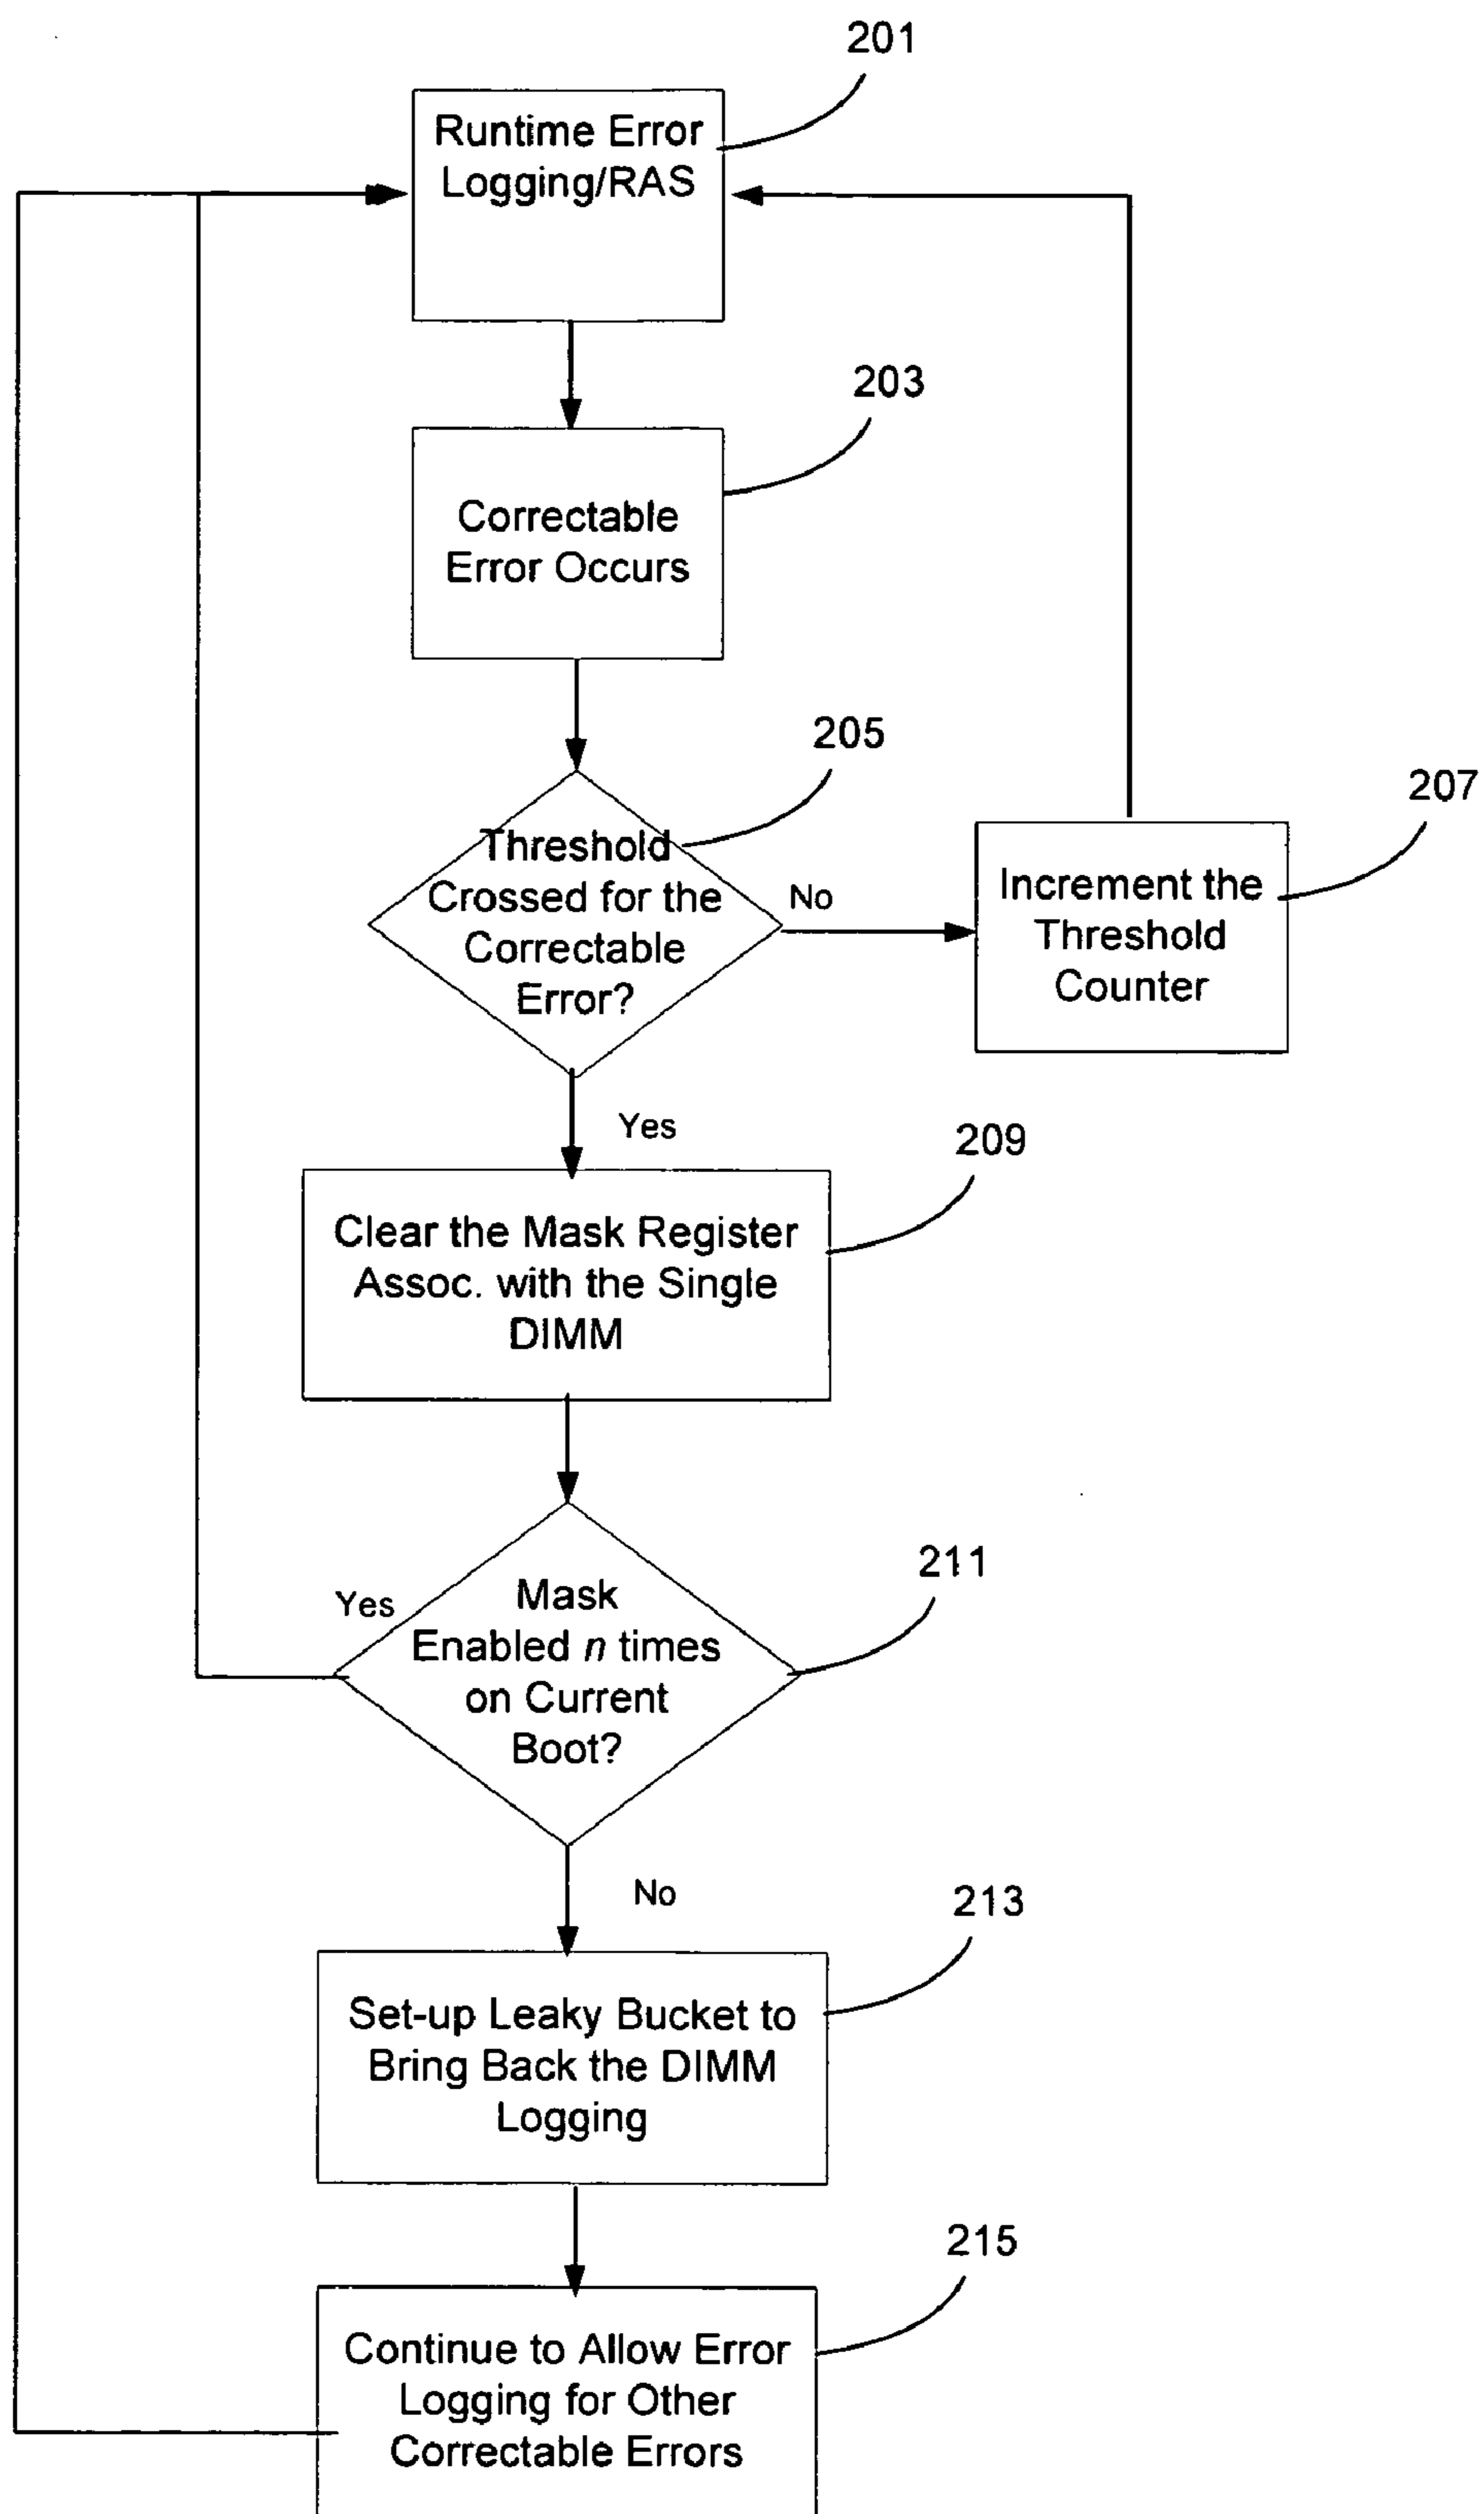 201
Runtime Error
Logging/RAS
203
Correctable
Error Occurs
205
Threshold
Crossed for the
Correctable
Error?
No
207
Increment the
Threshold
Counter
Yes
209
Clear the Mask Register
Assoc. with the Single
DIMM
211
Yes
Mask
Enabled n times
on Current
Boot?
No
213
Set-up Leaky Bucket to
Bring Back the DIMM
Logging
215
Continue to Allow Error
Logging for Other
Correctable Errors